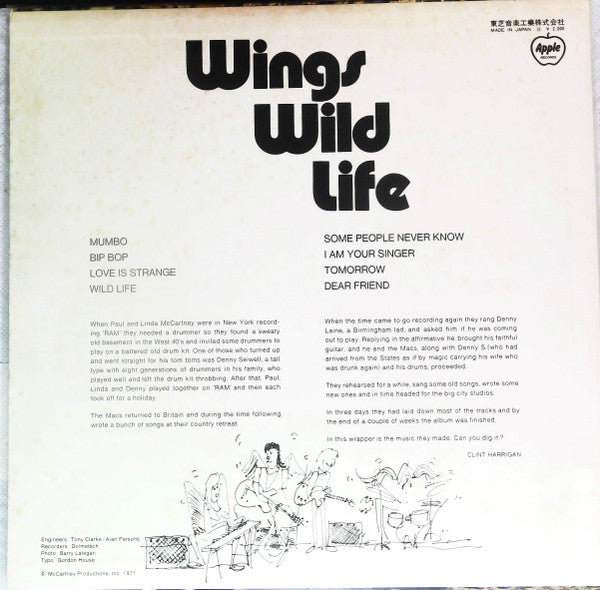 東芝音楽工業株式会社
MADE IN JAPAN ㊀ ¥ 2,000
Apple
RECORDS
Wings
Wild
Life
MUMBO
BIP BOP
LOVE IS STRANGE
WILD LIFE
SOME PEOPLE NEVER KNOW
I AM YOUR SINGER
TOMORROW
DEAR FRIEND
When Paul and Linda McCartney were in New York record-
ing 'RAM' they needed a drummer so they found a sweaty
old basement in the West 40's and invited some drummers to
play on a battered old drum kit. One of those who turned up
and went straight for his tom toms was Denny Seiwell, a tall
type with eight generations of drummers in his family, who
played well and left the drum kit throbbing. After that, Paul,
Linda and Denny played together on 'RAM' and then each
took off for a holiday.
The Macs returned to Britain and during the time following
wrote a bunch of songs at their country retreat.
When the time came to go recording again they rang Denny
Laine, a Birmingham lad, and asked him if he was coming
out to play. Replying in the affirmative he brought his faithful
guitar, and he and the Macs, along with Denny S.(who had
arrived from the States as if by magic carrying his wife who
was drunk again) and his drums, proceeded.
They rehearsed for a while, sang some old songs, wrote some
new ones and in time headed for the big city studios.
In three days they had laid down most of the tracks and by
the end of a couple of weeks the album was finished.
In this wrapper is the music they made. Can you dig it?
CLINT HARRIGAN
Engineers: Tony Clarke / Alan Parsons
Recorders: Dolmetsch
Photo: Barry Lategan
Typo: Gordon House
℗ McCartney Productions, Inc. 1971